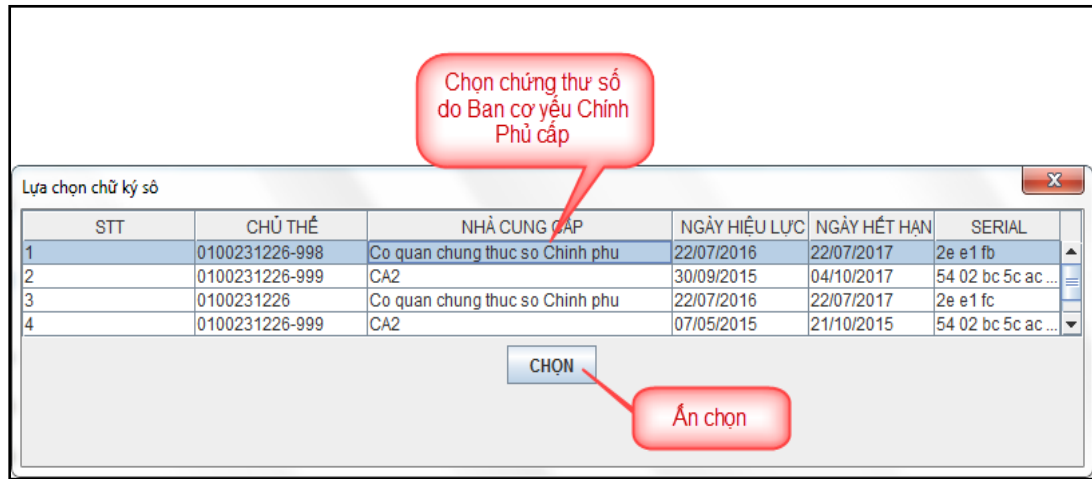 Chọn chứng thư số
do Ban cơ yếu Chính
Phủ cấp
Lựa chọn chữ ký số
STT CHỦ THỂ NHÀ CUNG CẤP NGÀY HIỆU LỰC NGÀY HẾT HẠN SERIAL
1 0100231226-998 Co quan chung thuc so Chinh phu 22/07/2016 22/07/2017 2e e1 fb
2 0100231226-999 CA2 30/09/2015 04/10/2017 54 02 bc 5c ac ...
3 0100231226 Co quan chung thuc so Chinh phu 22/07/2016 22/07/2017 2e e1 fc
4 0100231226-999 CA2 07/05/2015 21/10/2015 54 02 bc 5c ac ...
CHỌN
Ấn chọn